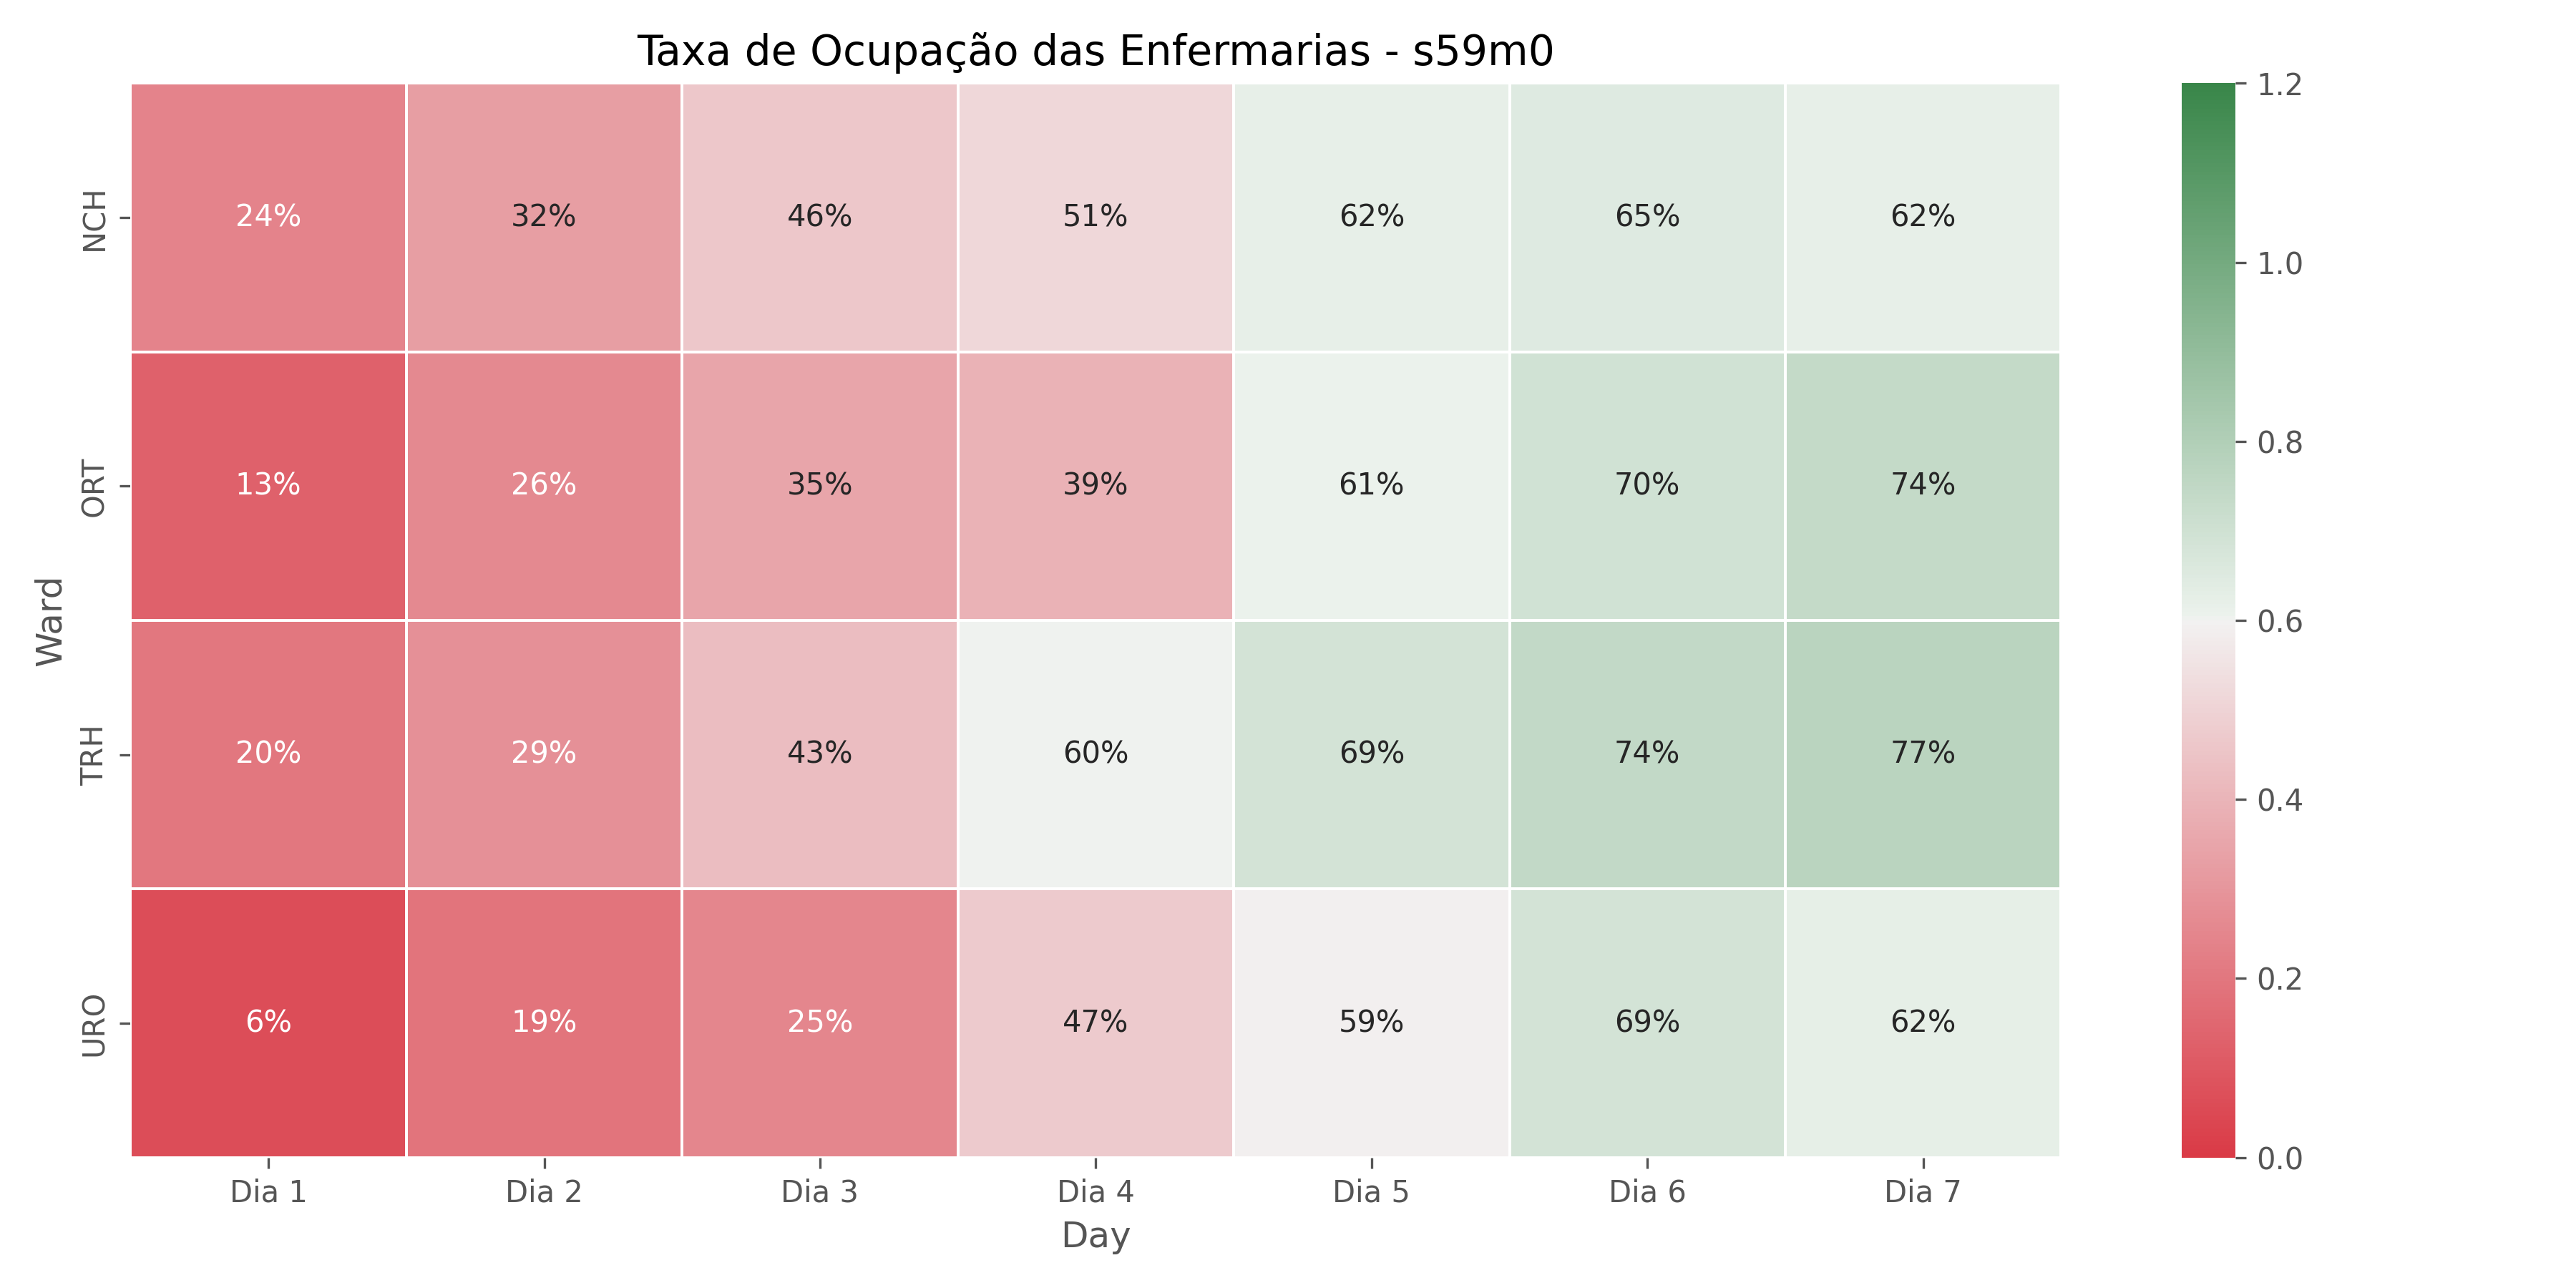 Taxa de Ocupação das Enfermarias - s59m0
Ward
NCH
24% 32% 46% 51% 62% 65% 62%
ORT
13% 26% 35% 39% 61% 70% 74%
TRH
20% 29% 43% 60% 69% 74% 77%
URO
6% 19% 25% 47% 59% 69% 62%
Dia 1 Dia 2 Dia 3 Dia 4 Dia 5 Dia 6 Dia 7
Day
1.2
1.0
0.8
0.6
0.4
0.2
0.0